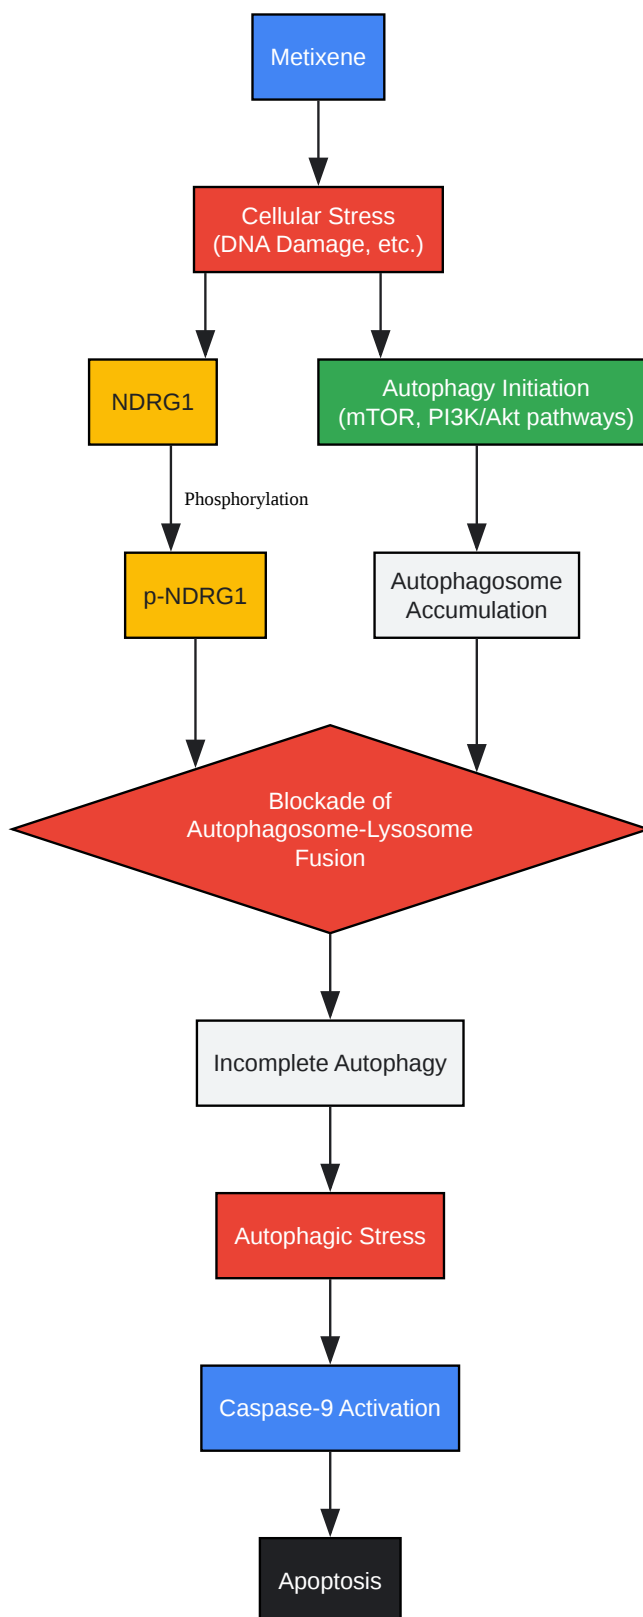 Metixene
Cellular Stress
(DNA Damage, etc.)
NDRG1
Autophagy Initiation
(mTOR, PI3K/Akt pathways)
Phosphorylation
p-NDRG1
Autophagosome
Accumulation
Blockade of
Autophagosome-Lysosome
Fusion
Incomplete Autophagy
Autophagic Stress
Caspase-9 Activation
Apoptosis